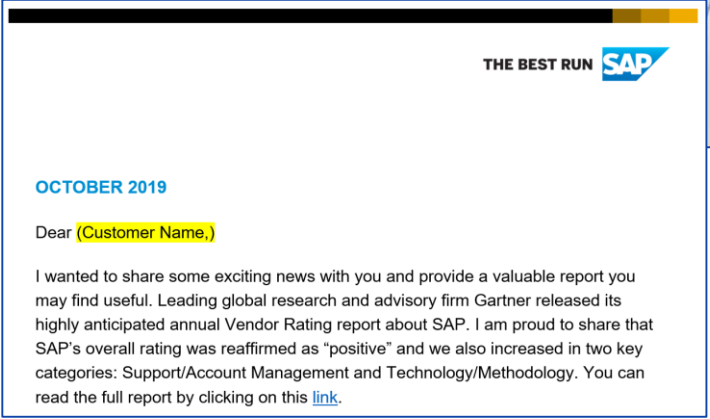 THE BEST RUN SAP
OCTOBER 2019
Dear (Customer Name,)
I wanted to share some exciting news with you and provide a valuable report you
may find useful. Leading global research and advisory firm Gartner released its
highly anticipated annual Vendor Rating report about SAP. I am proud to share that
SAP’s overall rating was reaffirmed as “positive” and we also increased in two key
categories: Support/Account Management and Technology/Methodology. You can
read the full report by clicking on this link.